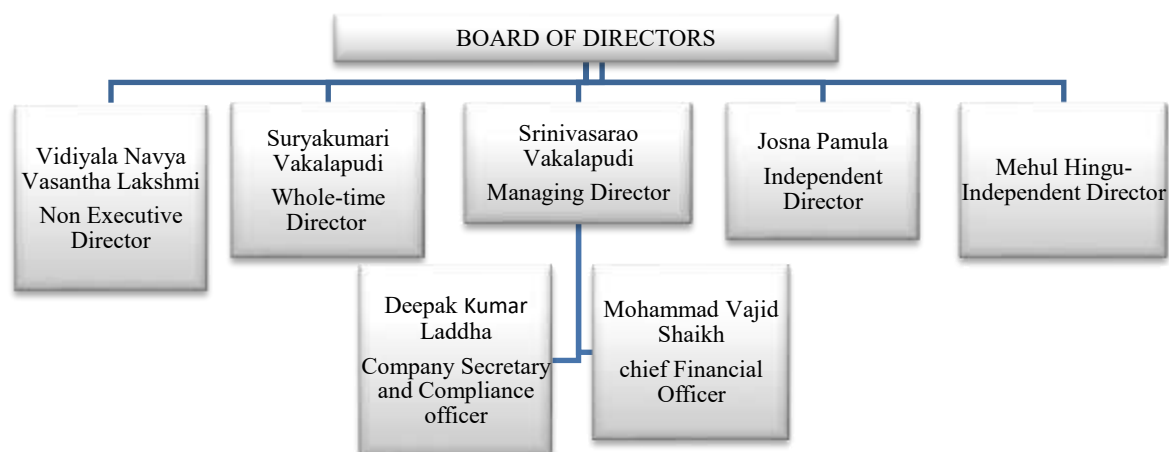 BOARD OF DIRECTORS
Vidiyala Navya
Vasantha Lakshmi
Non Executive
Director
Suryakumari
Vakalapudi
Whole-time
Director
Srinivasarao
Vakalapudi
Managing Director
Josna Pamula
Independent
Director
Mehul Hingu-
Independent Director
Deepak Kumar
Laddha
Company Secretary
and Compliance
officer
Mohammad Vajid
Shaikh
chief Financial
Officer